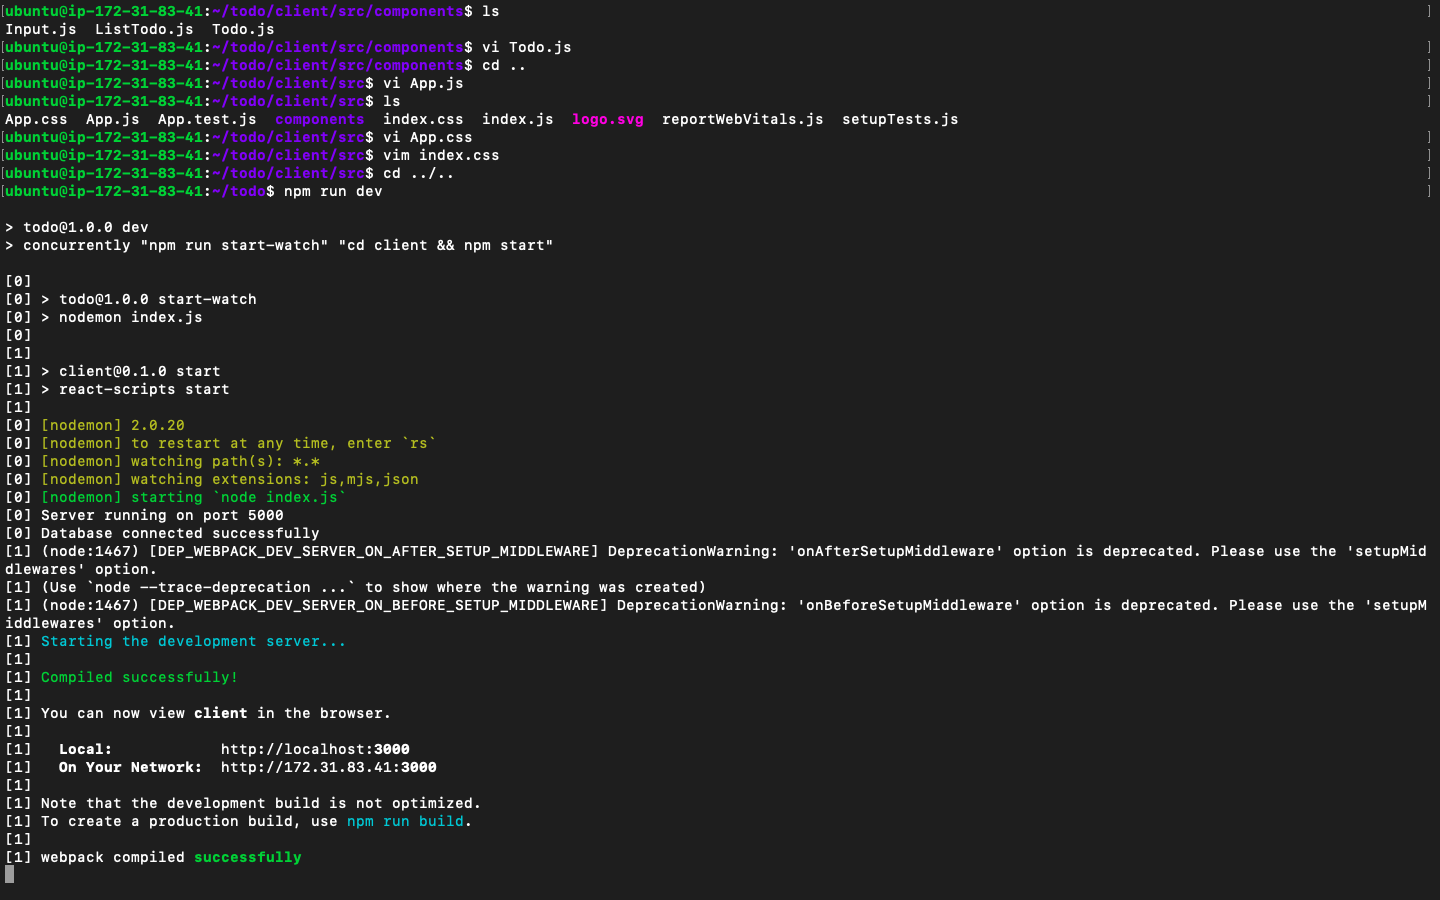 [ubuntu@ip-172-31-83-41:~/todo/client/src/components$ ls ]
Input.js  ListTodo.js  Todo.js
[ubuntu@ip-172-31-83-41:~/todo/client/src/components$ vi Todo.js ]
[ubuntu@ip-172-31-83-41:~/todo/client/src/components$ cd .. ]
[ubuntu@ip-172-31-83-41:~/todo/client/src$ vi App.js ]
[ubuntu@ip-172-31-83-41:~/todo/client/src$ ls ]
App.css  App.js  App.test.js  components  index.css  index.js  logo.svg  reportWebVitals.js  setupTests.js
[ubuntu@ip-172-31-83-41:~/todo/client/src$ vi App.css ]
[ubuntu@ip-172-31-83-41:~/todo/client/src$ vim index.css ]
[ubuntu@ip-172-31-83-41:~/todo/client/src$ cd ../.. ]
[ubuntu@ip-172-31-83-41:~/todo$ npm run dev ]
> todo@1.0.0 dev
> concurrently "npm run start-watch" "cd client && npm start"
[0]
[0] > todo@1.0.0 start-watch
[0] > nodemon index.js
[0]
[1]
[1] > client@0.1.0 start
[1] > react-scripts start
[1]
[0] [nodemon] 2.0.20
[0] [nodemon] to restart at any time, enter `rs`
[0] [nodemon] watching path(s): *.*
[0] [nodemon] watching extensions: js,mjs,json
[0] [nodemon] starting `node index.js`
[0] Server running on port 5000
[0] Database connected successfully
[1] (node:1467) [DEP_WEBPACK_DEV_SERVER_ON_AFTER_SETUP_MIDDLEWARE] DeprecationWarning: 'onAfterSetupMiddleware' option is deprecated. Please use the 'setupMid
dlewares' option.
[1] (Use `node --trace-deprecation ...` to show where the warning was created)
[1] (node:1467) [DEP_WEBPACK_DEV_SERVER_ON_BEFORE_SETUP_MIDDLEWARE] DeprecationWarning: 'onBeforeSetupMiddleware' option is deprecated. Please use the 'setupM
iddlewares' option.
[1] Starting the development server...
[1]
[1] Compiled successfully!
[1]
[1] You can now view client in the browser.
[1]
[1]   Local:            http://localhost:3000
[1]   On Your Network:  http://172.31.83.41:3000
[1]
[1] Note that the development build is not optimized.
[1] To create a production build, use npm run build.
[1]
[1] webpack compiled successfully